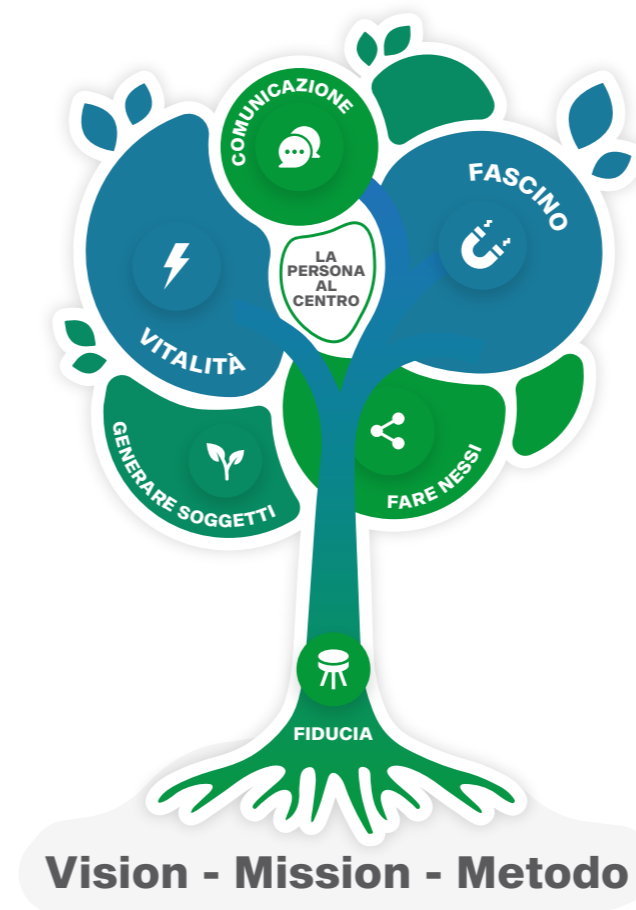 COMUNICAZIONE
FASCINO
LA
PERSONA
AL
CENTRO
VITALITÀ
GENERARE SOGGETTI
FARE NESSI
FIDUCIA
Vision - Mission - Metodo